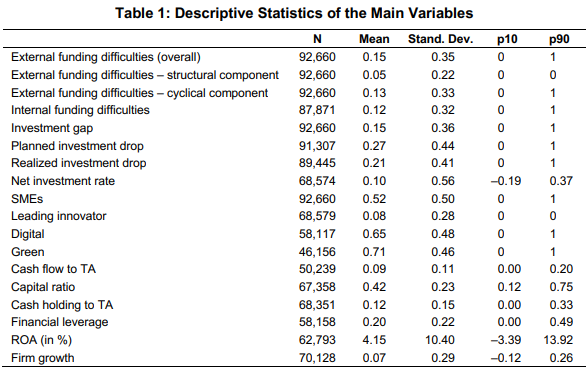 Table 1: Descriptive Statistics of the Main Variables
N Mean Stand. Dev. p10 p90
External funding difficulties (overall) 92,660 0.15 0.35 0 1
External funding difficulties – structural component 92,660 0.05 0.22 0 0
External funding difficulties – cyclical component 92,660 0.13 0.33 0 1
Internal funding difficulties 87,871 0.12 0.32 0 1
Investment gap 92,660 0.15 0.36 0 1
Planned investment drop 91,307 0.27 0.44 0 1
Realized investment drop 89,445 0.21 0.41 0 1
Net investment rate 68,574 0.10 0.56 –0.19 0.37
SMEs 92,660 0.52 0.50 0 1
Leading innovator 68,579 0.08 0.28 0 0
Digital 58,117 0.65 0.48 0 1
Green 46,156 0.71 0.46 0 1
Cash flow to TA 50,239 0.09 0.11 0.00 0.20
Capital ratio 67,358 0.42 0.23 0.12 0.75
Cash holding to TA 68,351 0.12 0.15 0.00 0.33
Financial leverage 58,158 0.20 0.22 0.00 0.49
ROA (in %) 62,793 4.15 10.40 –3.39 13.92
Firm growth 70,128 0.07 0.29 –0.12 0.26